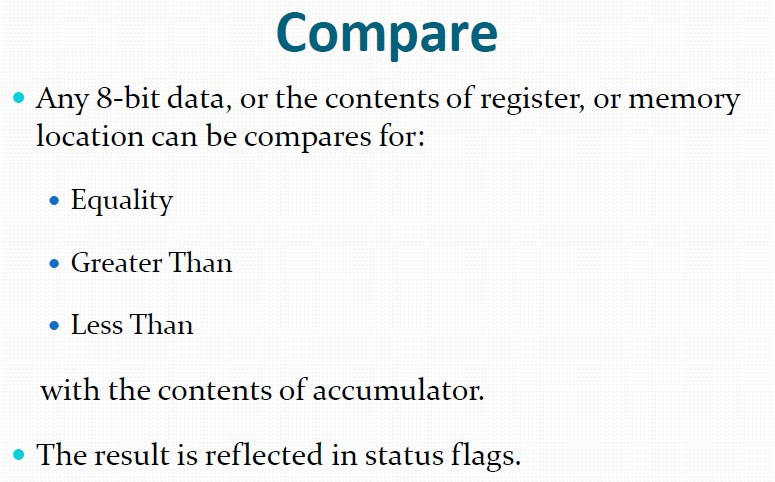 Compare
• Any 8-bit data, or the contents of register, or memory
location can be compares for:
• Equality
• Greater Than
• Less Than
with the contents of accumulator.
• The result is reflected in status flags.